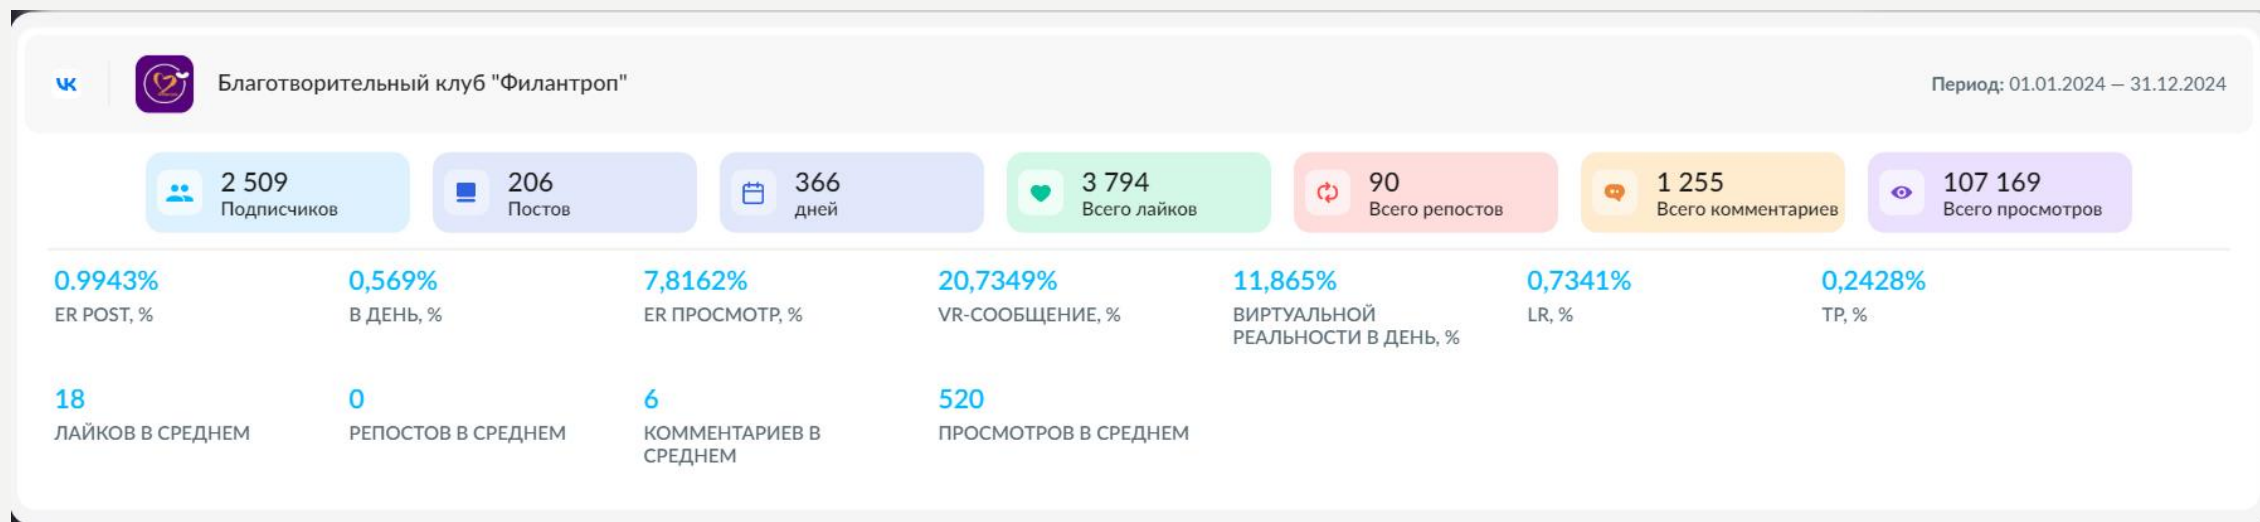 VK
Благотворительный клуб "Филантроп"
Период: 01.01.2024 — 31.12.2024
2 509
Подписчиков
206
Постов
366
дней
3 794
Всего лайков
90
Всего репостов
1 255
Всего комментариев
107 169
Всего просмотров
0.9943%
ER POST, %
0,569%
В ДЕНЬ, %
7,8162%
ER ПРОСМОТР, %
20,7349%
VR-СООБЩЕНИЕ, %
11,865%
ВИРТУАЛЬНОЙ
РЕАЛЬНОСТИ В ДЕНЬ, %
0,7341%
LR, %
0,2428%
ТР, %
18
ЛАЙКОВ В СРЕДНЕМ
0
РЕПОСТОВ В СРЕДНЕМ
6
КОММЕНТАРИЕВ В
СРЕДНЕМ
520
ПРОСМОТРОВ В СРЕДНЕМ